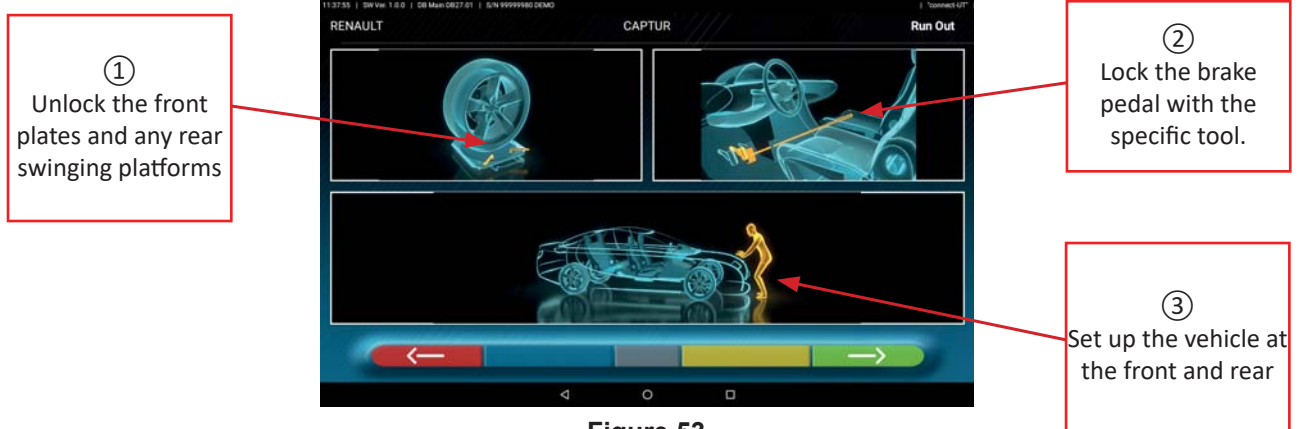 11:37:55 | SW Ver. 1.0.0 | DB Main DB27.01 | S/N 99999980 DEMO | "connect-UT"
RENAULT CAPTUR Run Out
①
Unlock the front
plates and any rear
swinging platforms
②
Lock the brake
pedal with the
specific tool.
③
Set up the vehicle at
the front and rear